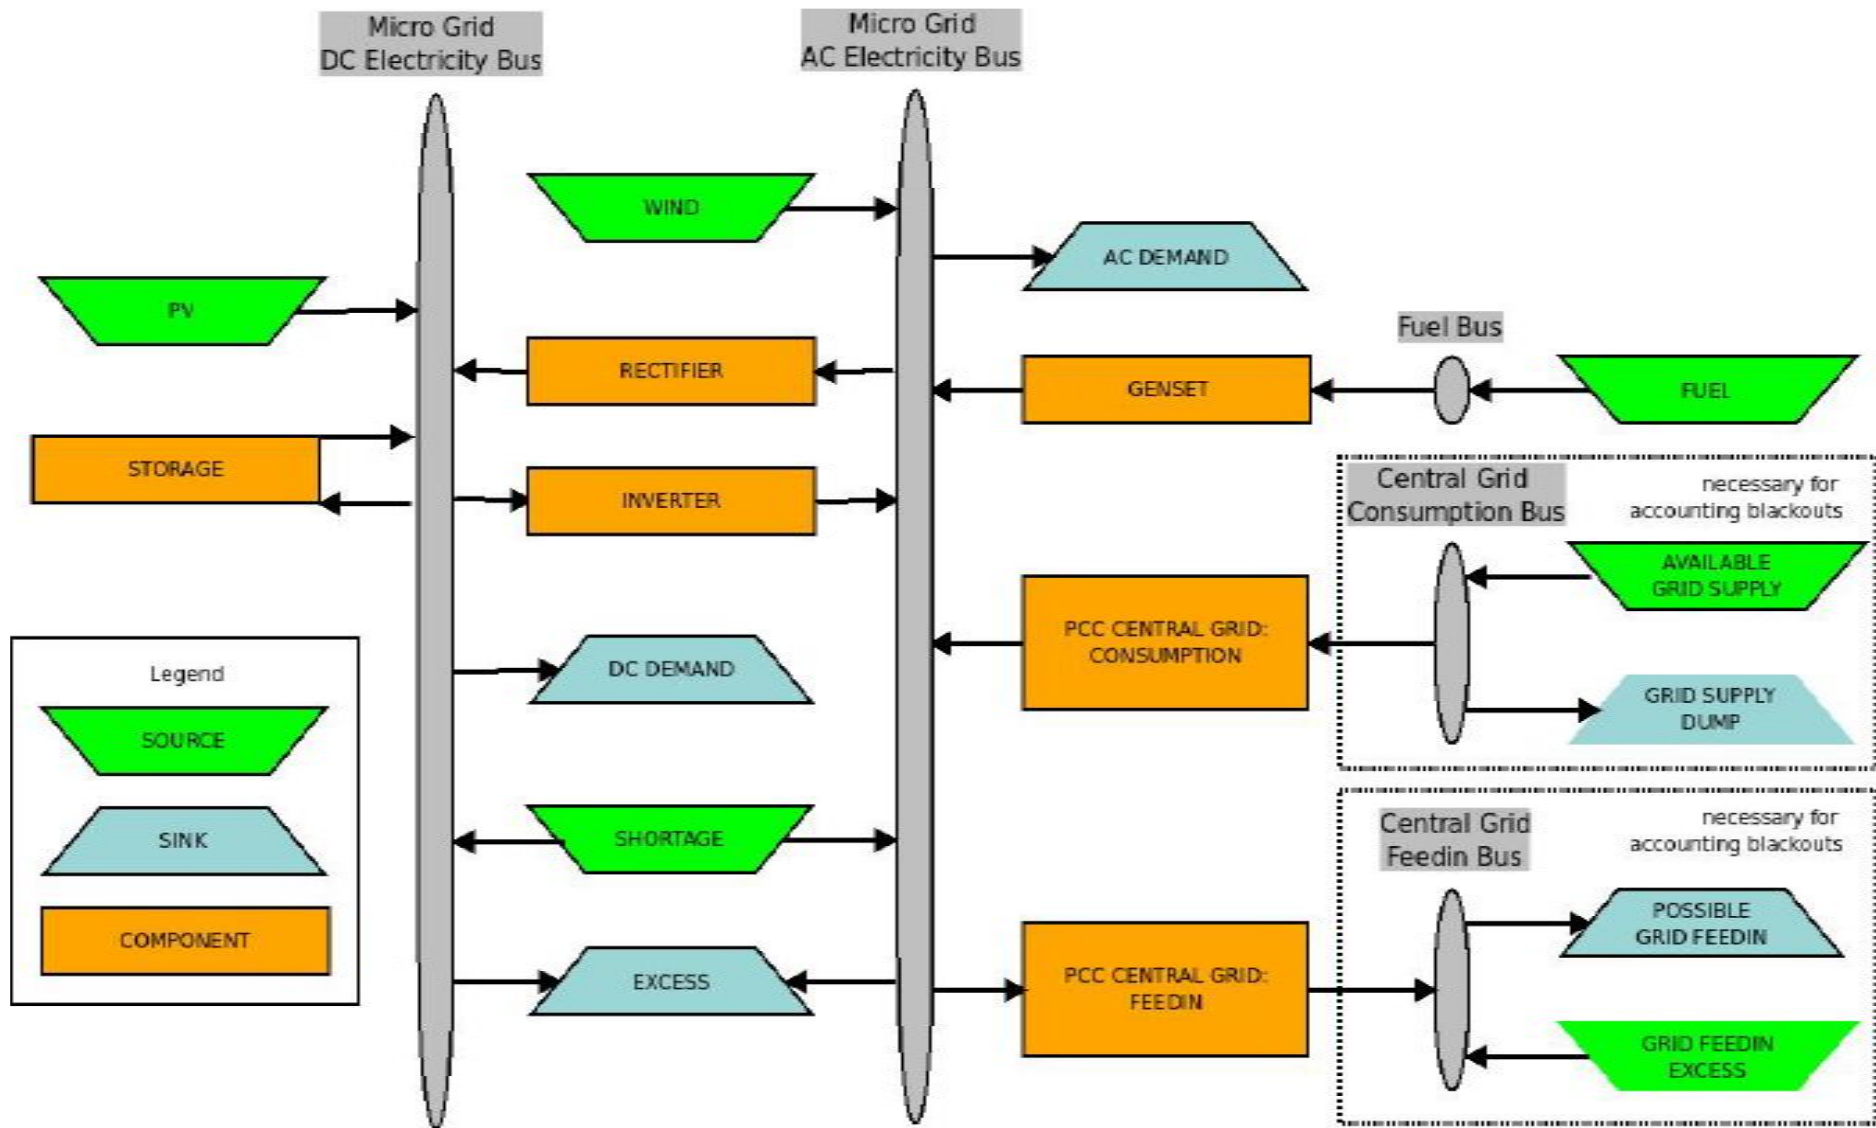 Micro Grid
DC Electricity Bus
Micro Grid
AC Electricity Bus
WIND
AC DEMAND
PV
Fuel Bus
RECTIFIER
GENSET
FUEL
STORAGE
INVERTER
Central Grid
Consumption Bus
necessary for
accounting blackouts
AVAILABLE
GRID SUPPLY
PCC CENTRAL GRID:
CONSUMPTION
DC DEMAND
GRID SUPPLY
DUMP
Legend
SOURCE
SINK
COMPONENT
SHORTAGE
Central Grid
Feedin Bus
necessary for
accounting blackouts
POSSIBLE
GRID FEEDIN
EXCESS
PCC CENTRAL GRID:
FEEDIN
GRID FEEDIN
EXCESS